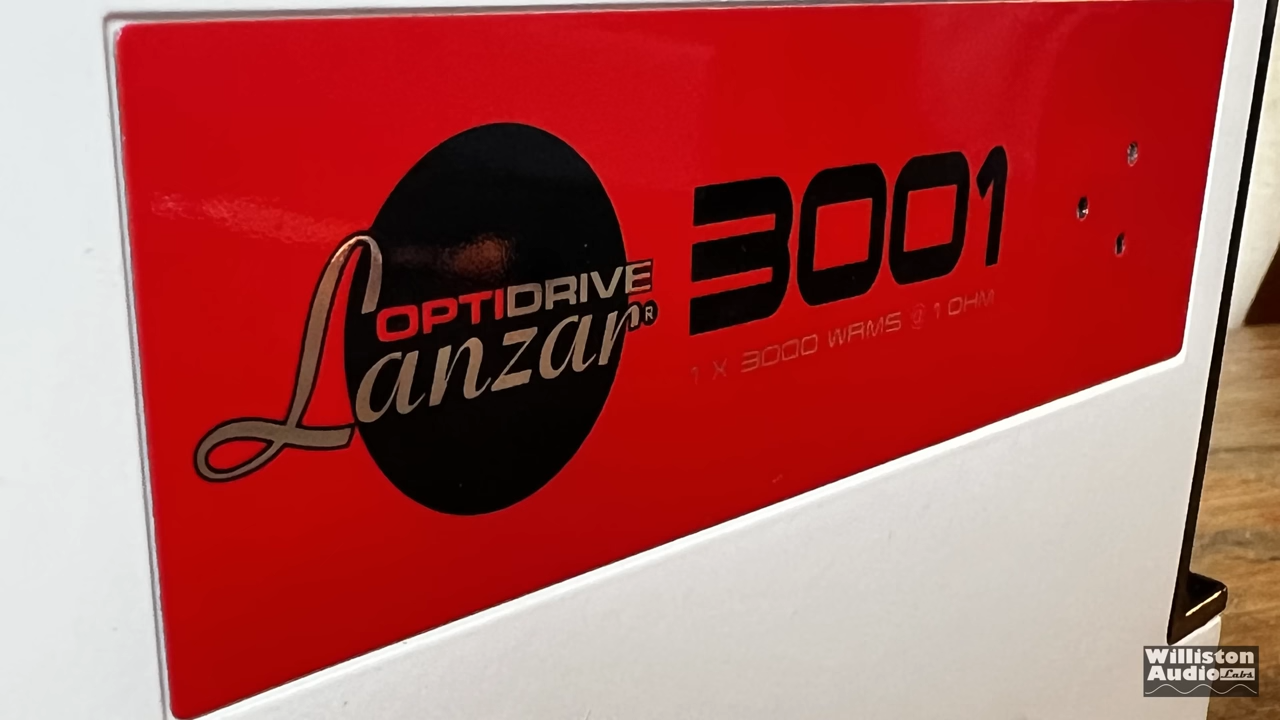 OPTIDRIVE
Lanzar®
3001
1 X 3000 WRMS @ 1 OHM
Williston
Audio Labs